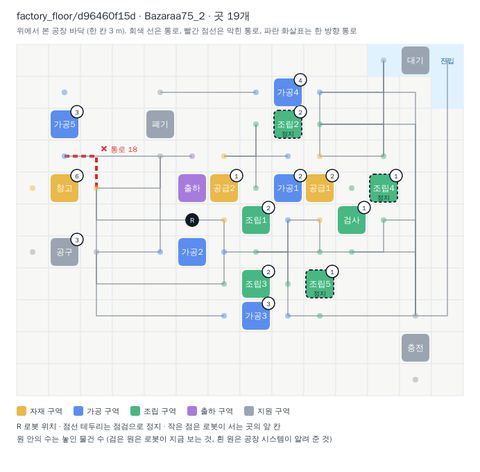 factory_floor/d96460f15d · Bazaraa75_2 · 곳 19개
위에서 본 공장 바닥 (한 칸 3 m). 회색 선은 통로, 빨간 점선은 막힌 통로, 파란 화살표는 한 방향 통로
대기
가공4
4
가공5
3
폐기
조립2
2
정지
✖ 통로 18
창고
6
출하
공급2
1
가공1
2
공급1
1
조립4
1
정지
조립1
2
검사
1
R
공구
3
가공2
조립3
2
조립5
1
정지
가공3
3
충전
자재 구역
가공 구역
조립 구역
출하 구역
지원 구역
R 로봇 위치 · 점선 테두리는 점검으로 정지 · 작은 점은 로봇이 서는 곳의 앞 칸
원 안의 수는 놓인 물건 수 (검은 원은 로봇이 지금 보는 것, 흰 원은 공장 시스템이 알려 준 것)